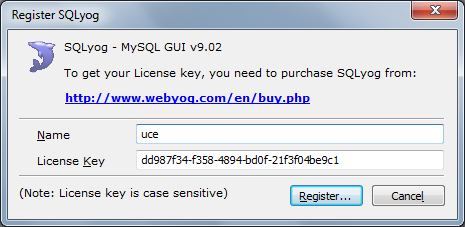 Register SQLyog
SQLyog - MySQL GUI v9.02
To get your License key, you need to purchase SQLyog from:
http://www.webyog.com/en/buy.php
Name uce
License Key dd987f34-f358-4894-bd0f-21f3f04be9c1
(Note: License key is case sensitive) Register... Cancel